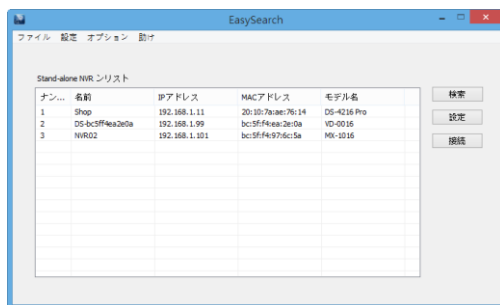 EasySearch
ファイル 設定 オプション 助け
Stand-alone NVR ンリスト
ナン... 名前 IPアドレス MACアドレス モデル名
1 Shop 192.168.1.11 20:10:7a:ae:76:14 DS-4216 Pro
2 DS-bc5ff4ea2e0a 192.168.1.99 bc:5f:f4:ea:2e:0a VD-0016
3 NVR02 192.168.1.101 bc:5f:f4:97:6c:5a MX-1016
検索
設定
接続